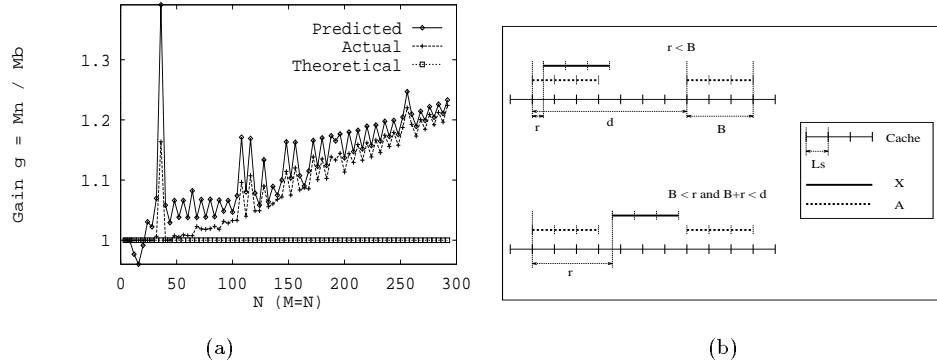 Gain g = Mn / Mb
1.3
1.2
1.1
1
Predicted
Actual
Theoretical
0 50 100 150 200 250 300
N (M=N)
(a)
r < B
r
d
B
B < r and B+r < d
r
Cache
Ls
X
A
(b)